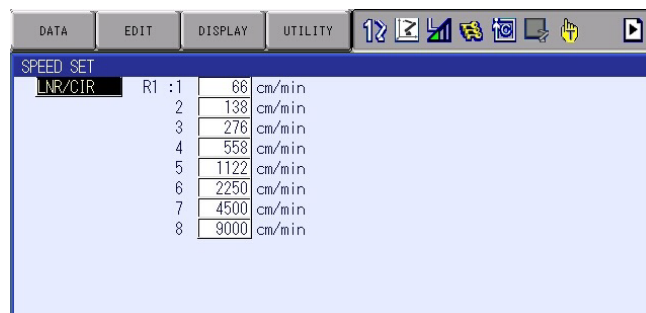 DATA EDIT DISPLAY UTILITY
SPEED SET
LNR/CIR R1 :1 66 cm/min
2 138 cm/min
3 276 cm/min
4 558 cm/min
5 1122 cm/min
6 2250 cm/min
7 4500 cm/min
8 9000 cm/min